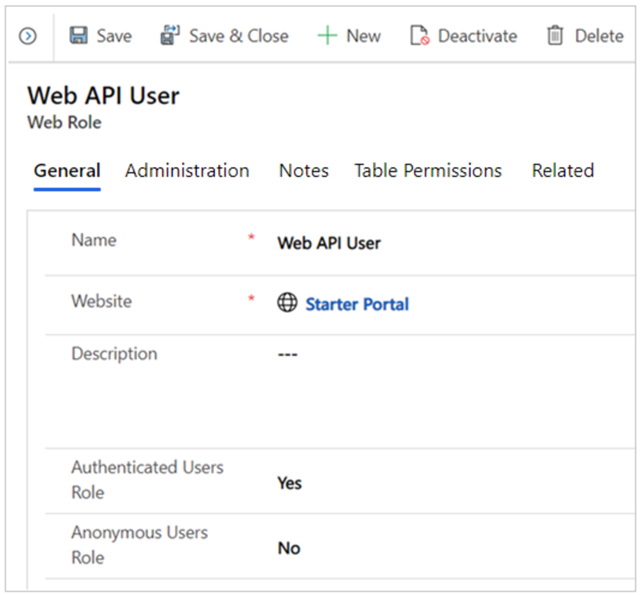 Save Save & Close New Deactivate Delete
Web API User
Web Role
General Administration Notes Table Permissions Related
Name * Web API User
Website * Starter Portal
Description ---
Authenticated Users
Role Yes
Anonymous Users
Role No